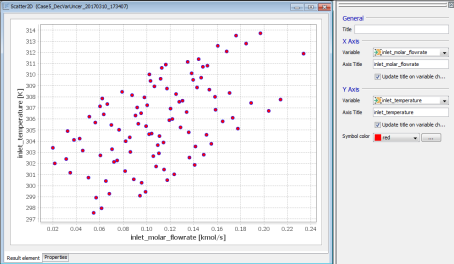 Scatter2D (Case5_DecVarUncer_20170310_173407)
314
313
312
311
310
309
308
307
306
305
304
303
302
301
300
299
298
297
inlet_temperature [K]
0.02 0.04 0.06 0.08 0.10 0.12 0.14 0.16 0.18 0.20 0.22 0.24
inlet_molar_flowrate [kmol/s]
Result element Properties
General
Title
X Axis
Variable inlet_molar_flowrate
Axis Title inlet_molar_flowrate
Update title on variable ch...
Y Axis
Variable inlet_temperature
Axis Title inlet_temperature
Update title on variable ch...
Symbol color red ...